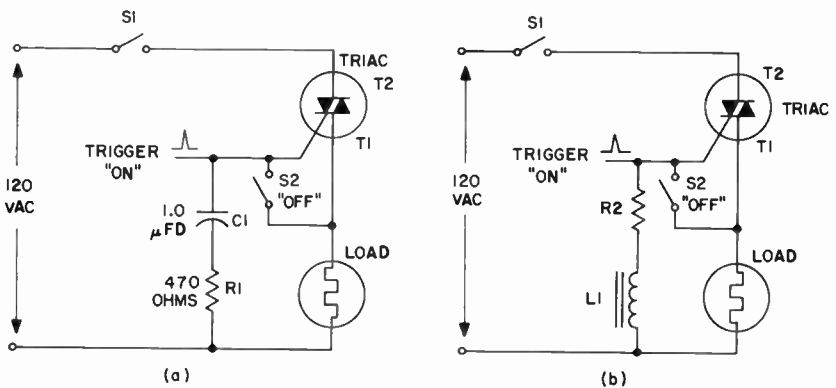 S1
TRIAC
T2
T1
TRIGGER
"ON"
S2
"OFF"
120
VAC
1.0
µFD
C1
470
OHMS
R1
LOAD
(a)
S1
T2
TRIAC
T1
TRIGGER
"ON"
S2
"OFF"
120
VAC
R2
L1
LOAD
(b)